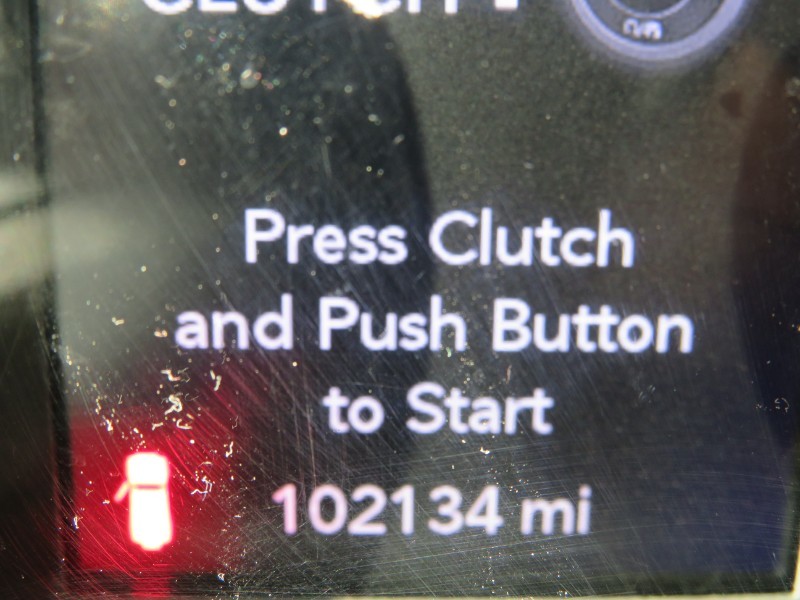 Press Clutch
and Push Button
to Start
102134 mi